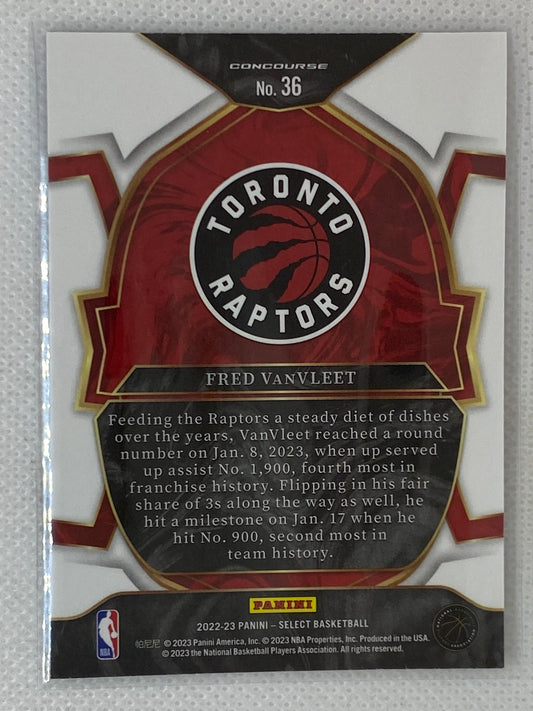 CONCOURSE
No. 36
TORONTO
RAPTORS
FRED VANVLEET
Feeding the Raptors a steady diet of dishes
over the years, VanVleet reached a round
number on Jan. 8, 2023, when up served
up assist No. 1,900, fourth most in
franchise history. Flipping in his fair
share of 3s along the way as well, he
hit a milestone on Jan. 17 when he
hit No. 900, second most in
team history.
PANINI
2022-23 PANINI – SELECT BASKETBALL
帕尼尼 © 2023 Panini America, Inc. © 2023 NBA Properties, Inc. Produced in the USA.
© 2023 the National Basketball Players Association. All rights reserved.
NBA